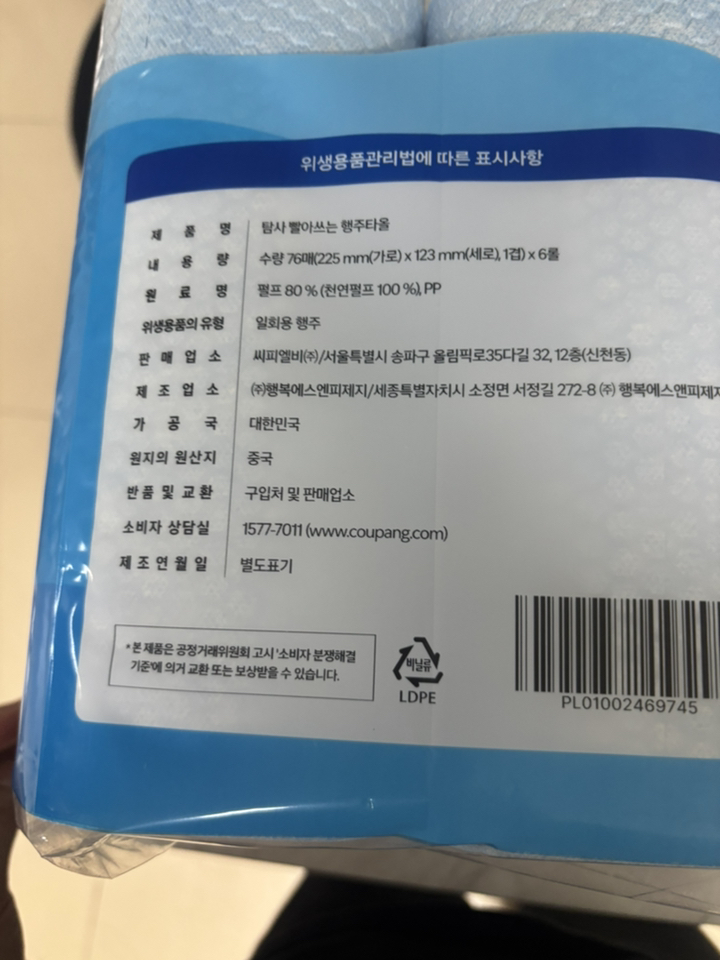 위생용품관리법에 따른 표시사항
제 품 명 탐사 빨아쓰는 행주타올
내 용 량 수량 76매(225 mm(가로) x 123 mm(세로), 1겹) x 6롤
원 료 명 펄프 80 % (천연펄프 100 %), PP
위생용품의 유형 일회용 행주
판 매 업 소 씨피엘비㈜/서울특별시 송파구 올림픽로35다길 32, 12층(신천동)
제 조 업 소 ㈜행복에스엔피제지/세종특별자치시 소정면 서정길 272-8 ㈜ 행복에스앤피제지
가 공 국 대한민국
원지의 원산지 중국
반품 및 교환 구입처 및 판매업소
소비자 상담실 1577-7011 (www.coupang.com)
제 조 연 월 일 별도표기
* 본 제품은 공정거래위원회 고시 '소비자 분쟁해결
기준'에 의거 교환 또는 보상받을 수 있습니다.
비닐류
LDPE
PL01002469745